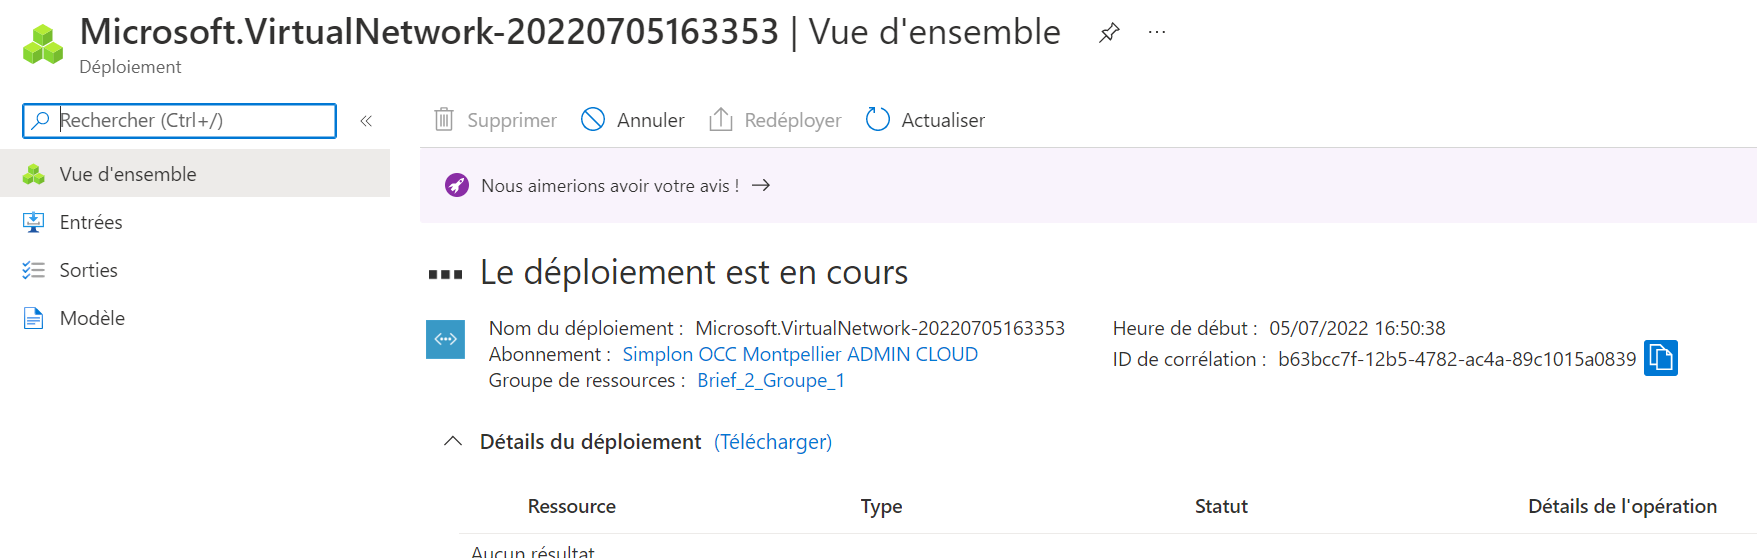 Microsoft.VirtualNetwork-20220705163353 | Vue d'ensemble
Déploiement
Rechercher (Ctrl+/)
Vue d'ensemble
Entrées
Sorties
Modèle
Supprimer Annuler Redéployer Actualiser
Nous aimerions avoir votre avis !
Le déploiement est en cours
Nom du déploiement : Microsoft.VirtualNetwork-20220705163353
Abonnement : Simplon OCC Montpellier ADMIN CLOUD
Groupe de ressources : Brief_2_Groupe_1
Heure de début : 05/07/2022 16:50:38
ID de corrélation : b63bcc7f-12b5-4782-ac4a-89c1015a0839
Détails du déploiement (Télécharger)
Ressource Type Statut Détails de l'opération
Aucun résultat